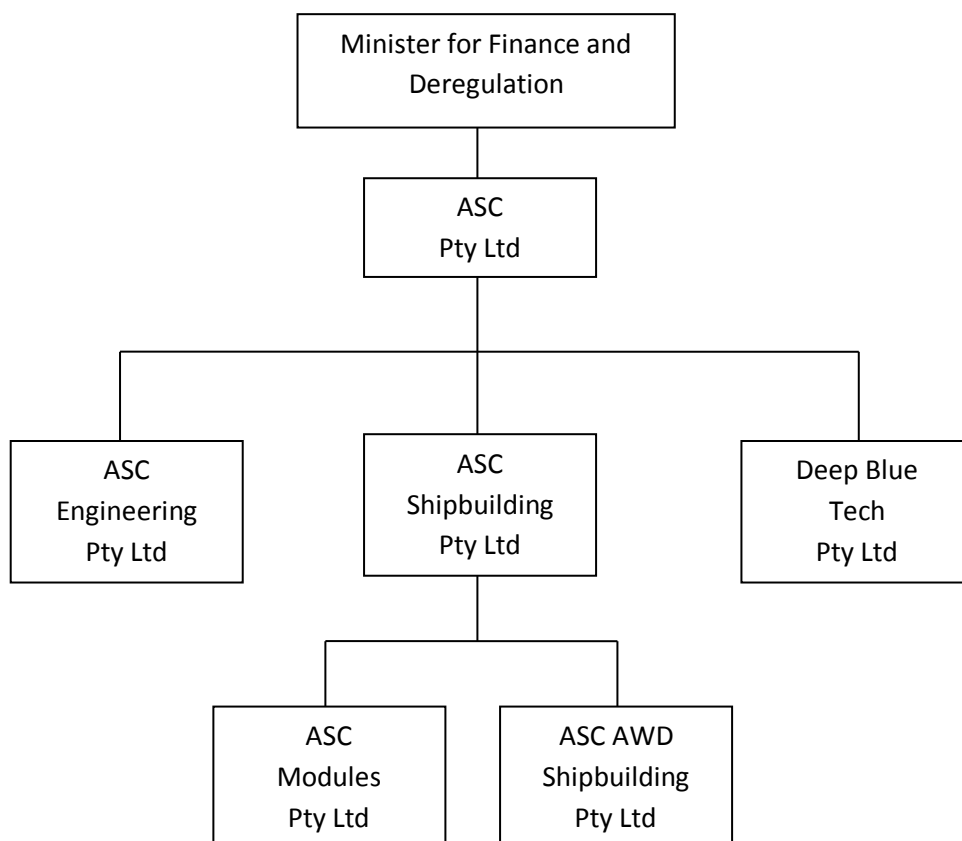 Minister for Finance and
Deregulation
ASC
Pty Ltd
ASC
Engineering
Pty Ltd
ASC
Shipbuilding
Pty Ltd
Deep Blue
Tech
Pty Ltd
ASC
Modules
Pty Ltd
ASC AWD
Shipbuilding
Pty Ltd